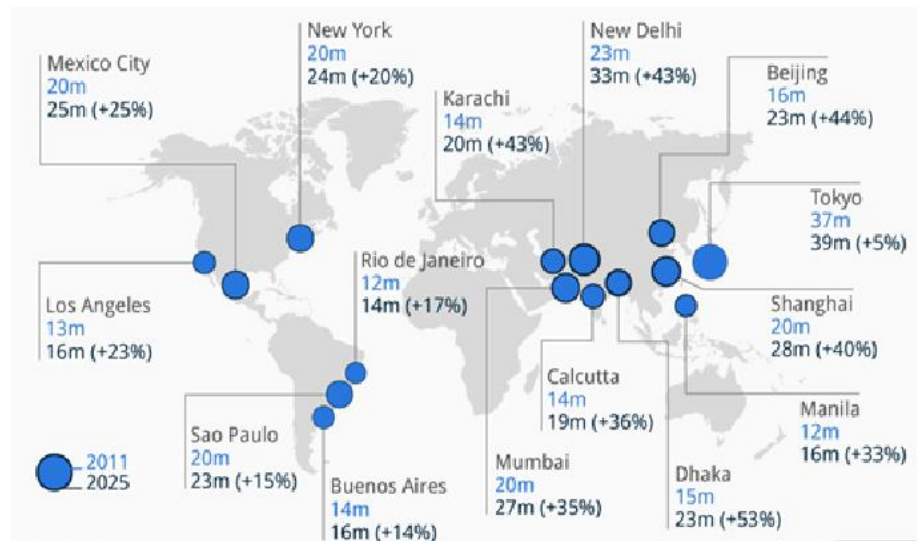 Mexico City
20m
25m (+25%)
New York
20m
24m (+20%)
Karachi
14m
20m (+43%)
New Delhi
23m
33m (+43%)
Beijing
16m
23m (+44%)
Tokyo
37m
39m (+5%)
Los Angeles
13m
16m (+23%)
Rio de Janeiro
12m
14m (+17%)
Shanghai
20m
28m (+40%)
Calcutta
14m
19m (+36%)
Manila
12m
16m (+33%)
Sao Paulo
20m
23m (+15%)
Buenos Aires
14m
16m (+14%)
Mumbai
20m
27m (+35%)
Dhaka
15m
23m (+53%)
2011
2025